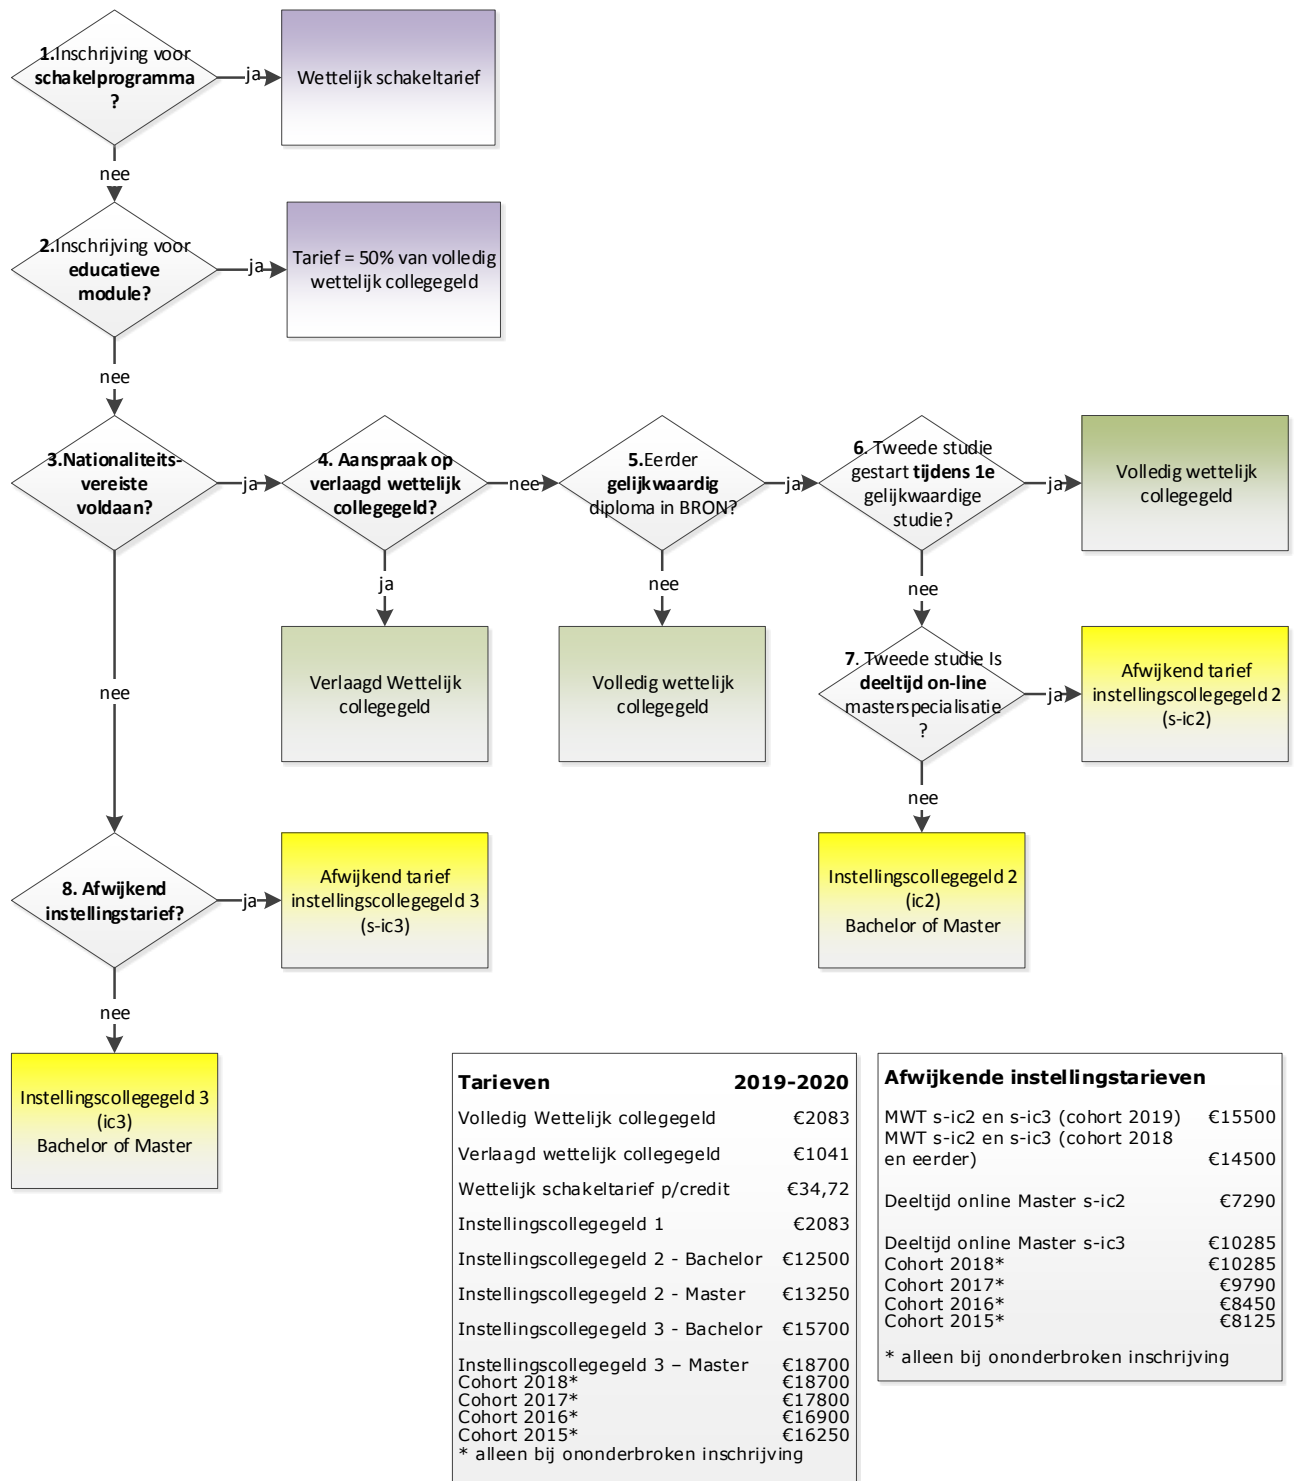 1.Inschrijving voor
schakelprogramma
?
ja
Wettelijk schakeltarief
nee
2.Inschrijving voor
educatieve
module?
ja
Tarief = 50% van volledig
wettelijk collegegeld
nee
3.Nationaliteits-
vereiste
voldaan?
ja
4. Aanspraak op
verlaagd wettelijk
collegegeld?
nee
5.Eerder
gelijkwaardig
diploma in BRON?
ja
6. Tweede studie
gestart tijdens 1e
gelijkwaardige
studie?
ja
Volledig wettelijk
collegegeld
ja
nee
nee
Verlaagd Wettelijk
collegegeld
Volledig wettelijk
collegegeld
7. Tweede studie Is
deeltijd on-line
masterspecialisatie
?
ja
Afwijkend tarief
instellingscollegegeld 2
(s-ic2)
nee
nee
8. Afwijkend
instellingstarief?
ja
Afwijkend tarief
instellingscollegegeld 3
(s-ic3)
Instellingscollegegeld 2
(ic2)
Bachelor of Master
nee
Instellingscollegegeld 3
(ic3)
Bachelor of Master
Tarieven 2019-2020
Volledig Wettelijk collegegeld €2083
Verlaagd wettelijk collegegeld €1041
Wettelijk schakeltarief p/credit €34,72
Instellingscollegegeld 1 €2083
Instellingscollegegeld 2 - Bachelor €12500
Instellingscollegegeld 2 - Master €13250
Instellingscollegegeld 3 - Bachelor €15700
Instellingscollegegeld 3 – Master €18700
Cohort 2018* €18700
Cohort 2017* €17800
Cohort 2016* €16900
Cohort 2015* €16250
* alleen bij ononderbroken inschrijving
Afwijkende instellingstarieven
MWT s-ic2 en s-ic3 (cohort 2019) €15500
MWT s-ic2 en s-ic3 (cohort 2018
en eerder) €14500
Deeltijd online Master s-ic2 €7290
Deeltijd online Master s-ic3 €10285
Cohort 2018* €10285
Cohort 2017* €9790
Cohort 2016* €8450
Cohort 2015* €8125
* alleen bij ononderbroken inschrijving